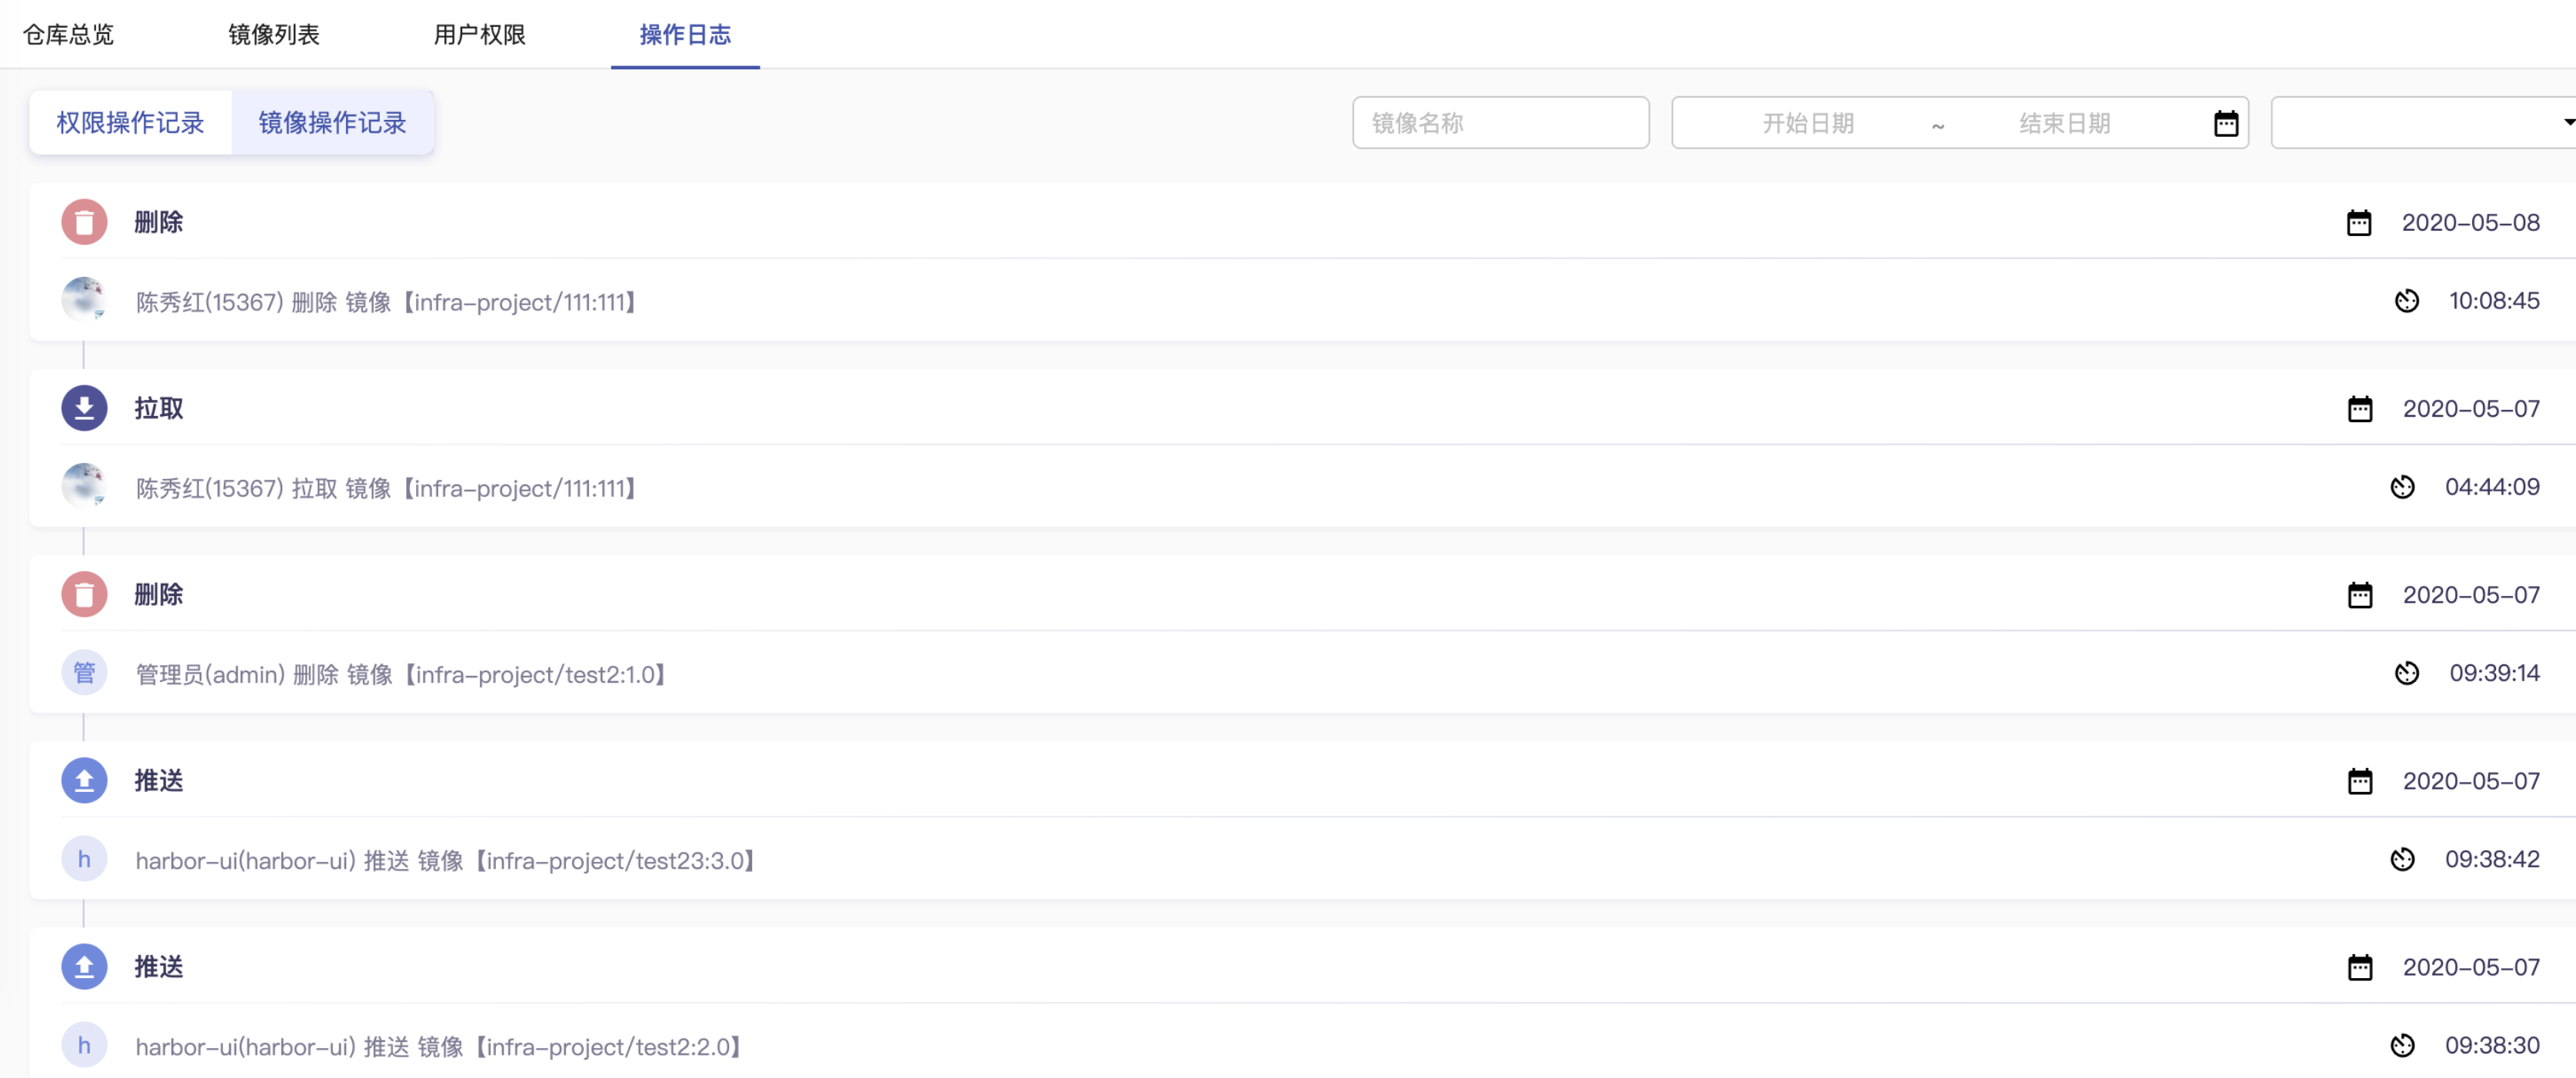 仓库总览 镜像列表 用户权限 操作日志
权限操作记录 镜像操作记录 镜像名称 开始日期 ~ 结束日期
删除 2020-05-08
陈秀红(15367) 删除 镜像【infra-project/111:111】 10:08:45
拉取 2020-05-07
陈秀红(15367) 拉取 镜像【infra-project/111:111】 04:44:09
删除 2020-05-07
管 管理员(admin) 删除 镜像【infra-project/test2:1.0】 09:39:14
推送 2020-05-07
h harbor-ui(harbor-ui) 推送 镜像【infra-project/test23:3.0】 09:38:42
推送 2020-05-07
h harbor-ui(harbor-ui) 推送 镜像【infra-project/test2:2.0】 09:38:30